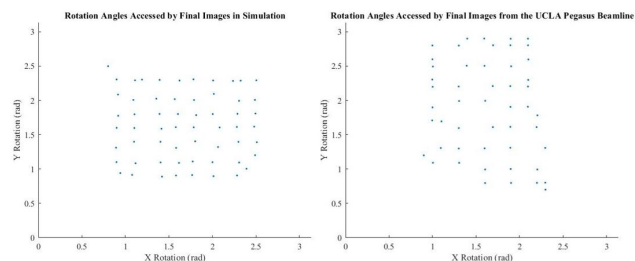 Rotation Angles Accessed by Final Images in Simulation
3
2.5
2
1.5
1
0.5
0
Y Rotation (rad)
0 0.5 1 1.5 2 2.5 3
X Rotation (rad)
Rotation Angles Accessed by Final Images from the UCLA Pegasus Beamline
3
2.5
2
1.5
1
0.5
0
Y Rotation (rad)
0 0.5 1 1.5 2 2.5 3
X Rotation (rad)